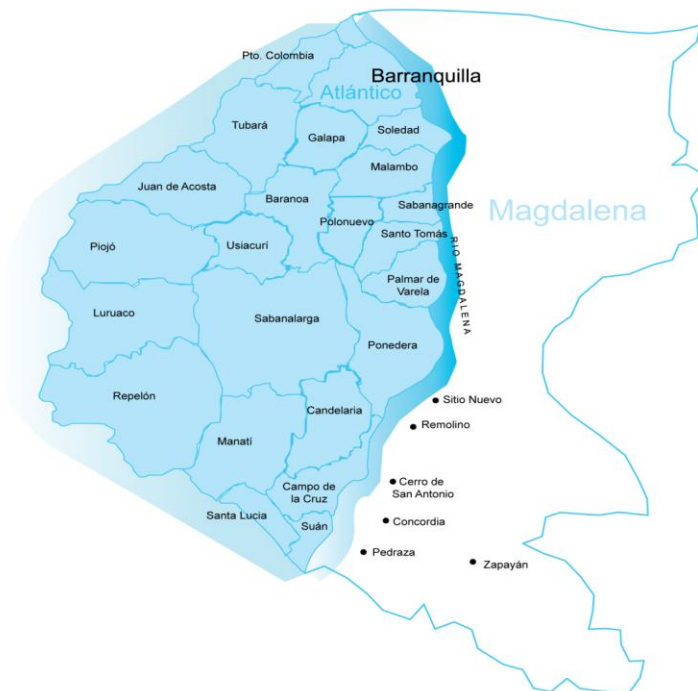 Pto. Colombia
Barranquilla
Atlántico
Tubará
Galapa
Soledad
Malambo
Juan de Acosta
Baranoa
Polonuevo
Sabanagrande
Magdalena
Santo Tomás
Piojó
Usiacurí
RIO MAGDALENA
Palmar de
Varela
Luruaco
Sabanalarga
Ponedera
Repelón
Candelaria
Sitio Nuevo
Remolino
Manatí
Cerro de
San Antonio
Campo de
la Cruz
Santa Lucia
Suán
Concordia
Pedraza
Zapayán